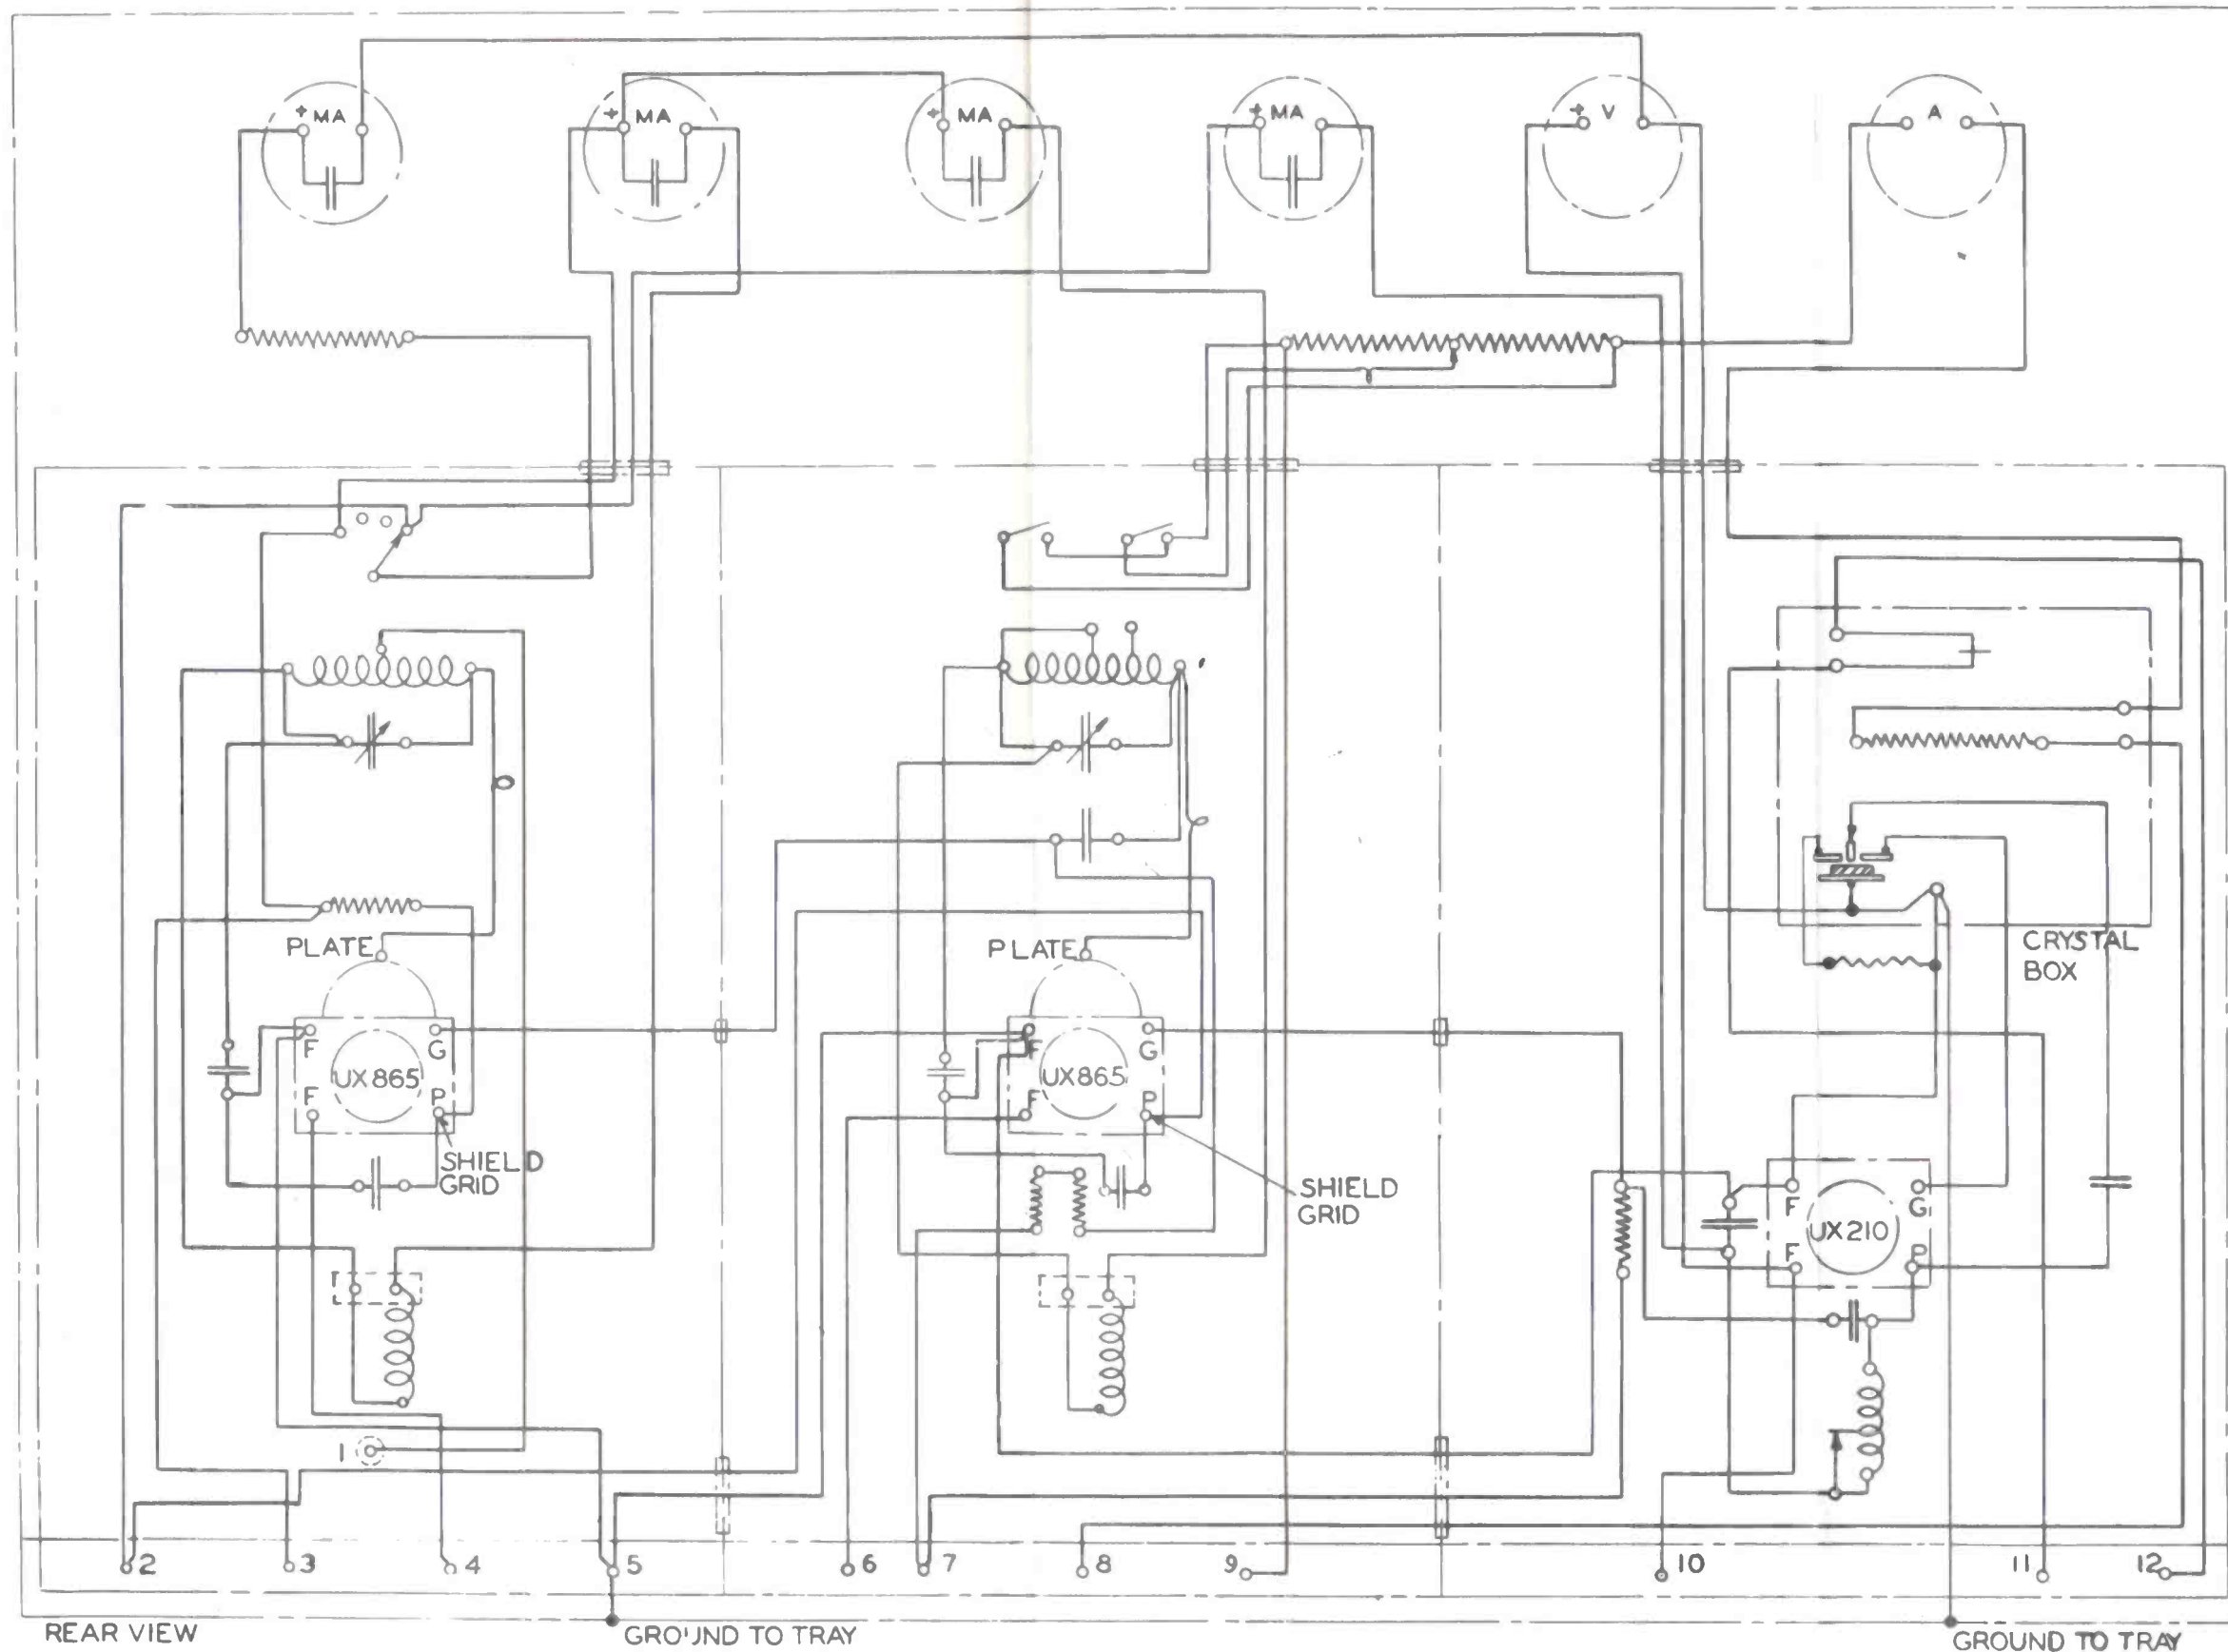 + MA
+ MA
+ MA
+ MA
+ V
A
PLATE
PLATE
CRYSTAL
BOX
F
G
F
G
UX865
UX865
F
P
F
P
SHIELD
GRID
SHIELD
GRID
F
G
UX210
F
P
1
2
3
4
5
6
7
8
9
10
11
12
REAR VIEW
GROUND TO TRAY
GROUND TO TRAY